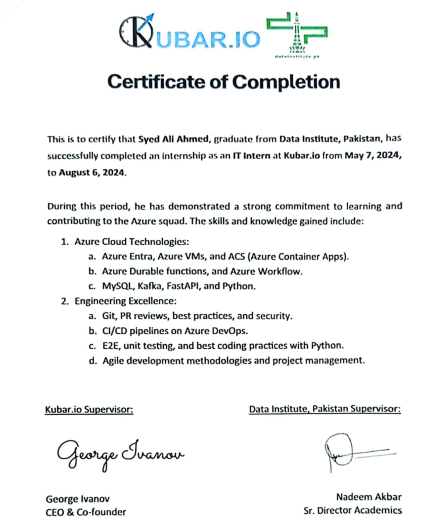 KUBAR.IO
datainstitute.pk
Certificate of Completion
This is to certify that Syed Ali Ahmed, graduate from Data Institute, Pakistan, has
successfully completed an internship as an IT Intern at Kubar.io from May 7, 2024,
to August 6, 2024.
During this period, he has demonstrated a strong commitment to learning and
contributing to the Azure squad. The skills and knowledge gained include:
1. Azure Cloud Technologies:
a. Azure Entra, Azure VMs, and ACS (Azure Container Apps).
b. Azure Durable functions, and Azure Workflow.
c. MySQL, Kafka, FastAPI, and Python.
2. Engineering Excellence:
a. Git, PR reviews, best practices, and security.
b. CI/CD pipelines on Azure DevOps.
c. E2E, unit testing, and best coding practices with Python.
d. Agile development methodologies and project management.
Kubar.io Supervisor:
Data Institute, Pakistan Supervisor:
George Ivanov
George Ivanov
CEO & Co-founder
Nadeem Akbar
Sr. Director Academics